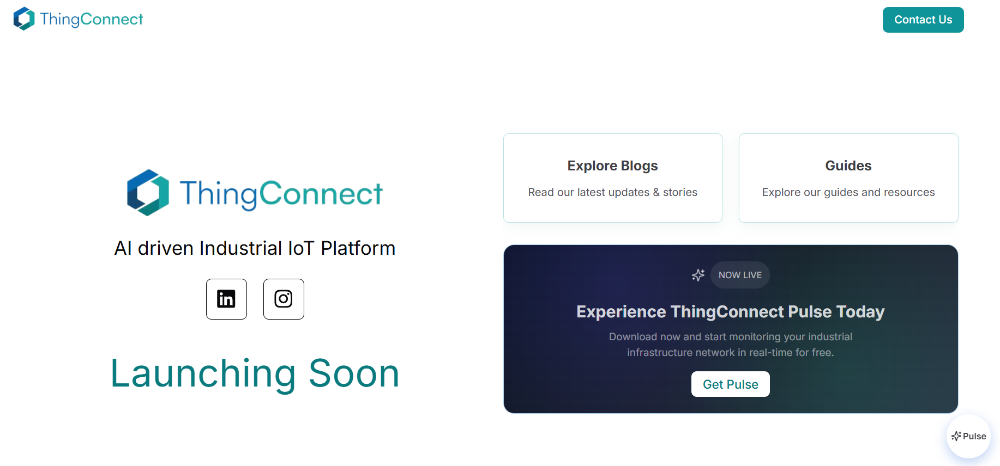 ThingConnect
Contact Us
ThingConnect
AI driven Industrial IoT Platform
Launching Soon
Explore Blogs
Read our latest updates & stories
Guides
Explore our guides and resources
NOW LIVE
Experience ThingConnect Pulse Today
Download now and start monitoring your industrial
infrastructure network in real-time for free.
Get Pulse
Pulse